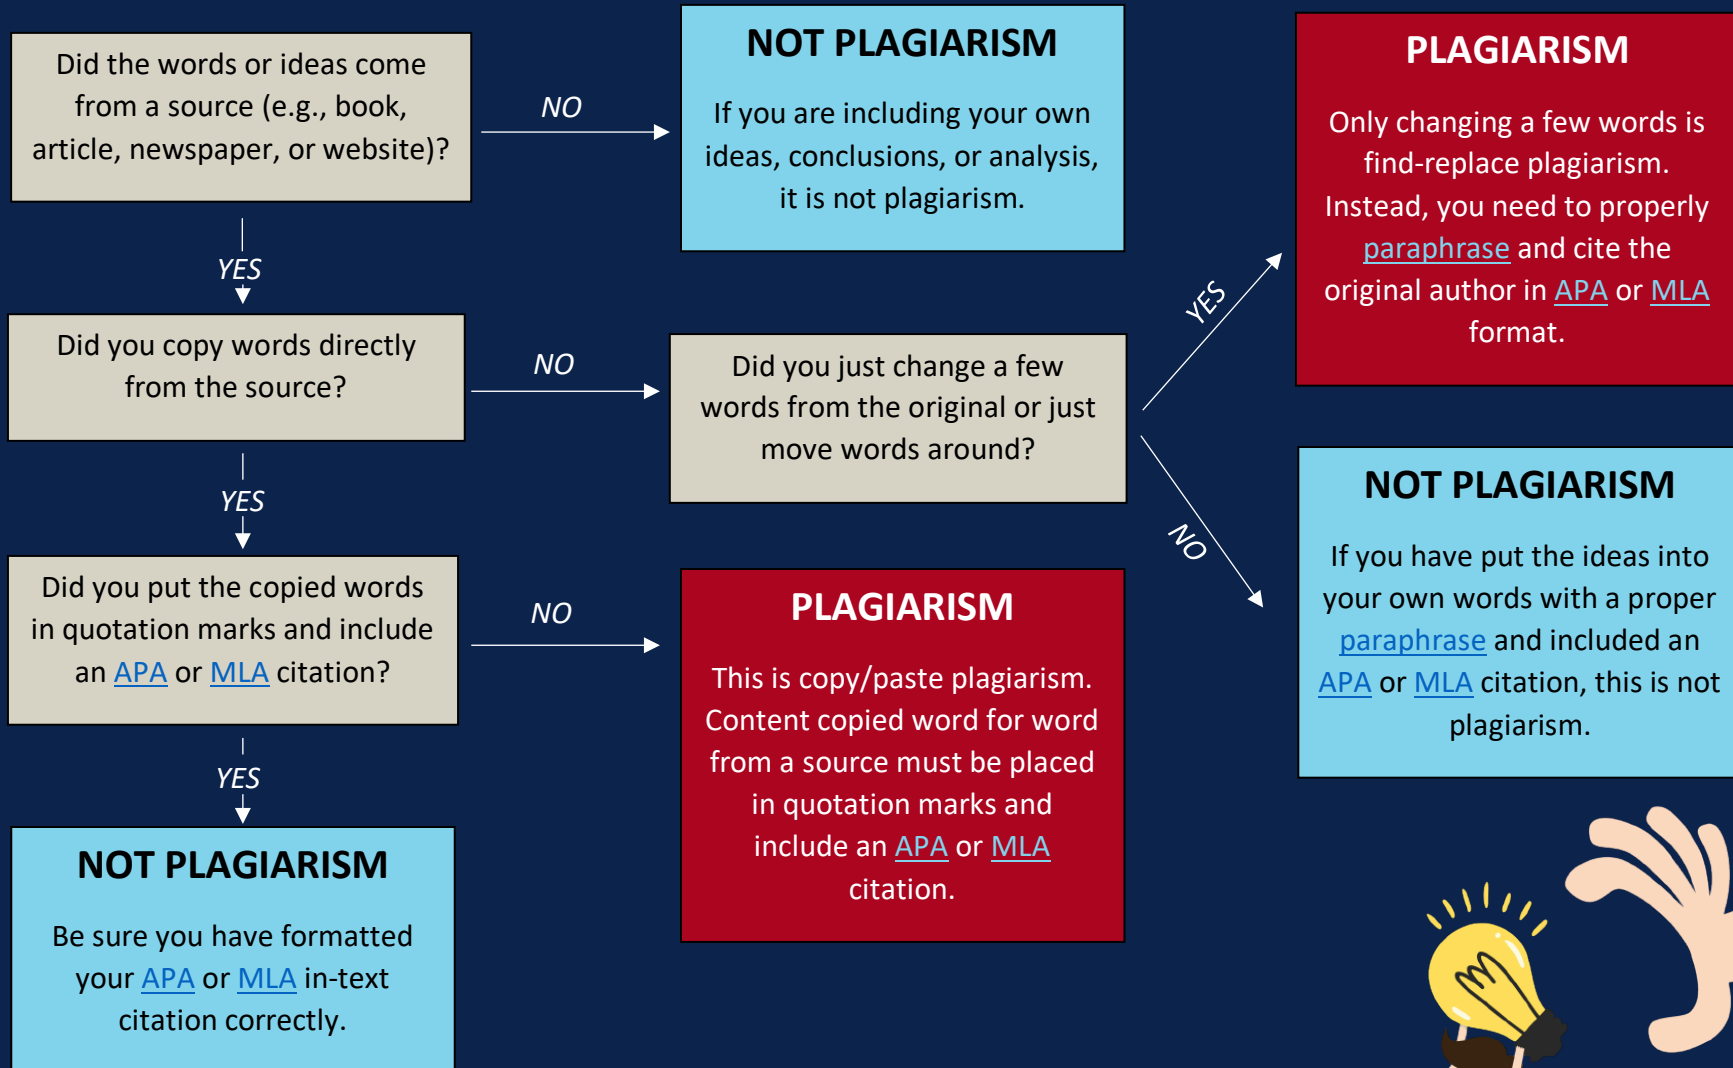 Did the words or ideas come
from a source (e.g., book,
article, newspaper, or website)?
NO
NOT PLAGIARISM
If you are including your own
ideas, conclusions, or analysis,
it is not plagiarism.
YES
Did you copy words directly
from the source?
NO
Did you just change a few
words from the original or just
move words around?
YES
PLAGIARISM
Only changing a few words is
find-replace plagiarism.
Instead, you need to properly
paraphrase and cite the
original author in APA or MLA
format.
NO
NOT PLAGIARISM
If you have put the ideas into
your own words with a proper
paraphrase and included an
APA or MLA citation, this is not
plagiarism.
YES
Did you put the copied words
in quotation marks and include
an APA or MLA citation?
NO
PLAGIARISM
This is copy/paste plagiarism.
Content copied word for word
from a source must be placed
in quotation marks and
include an APA or MLA
citation.
YES
NOT PLAGIARISM
Be sure you have formatted
your APA or MLA in-text
citation correctly.